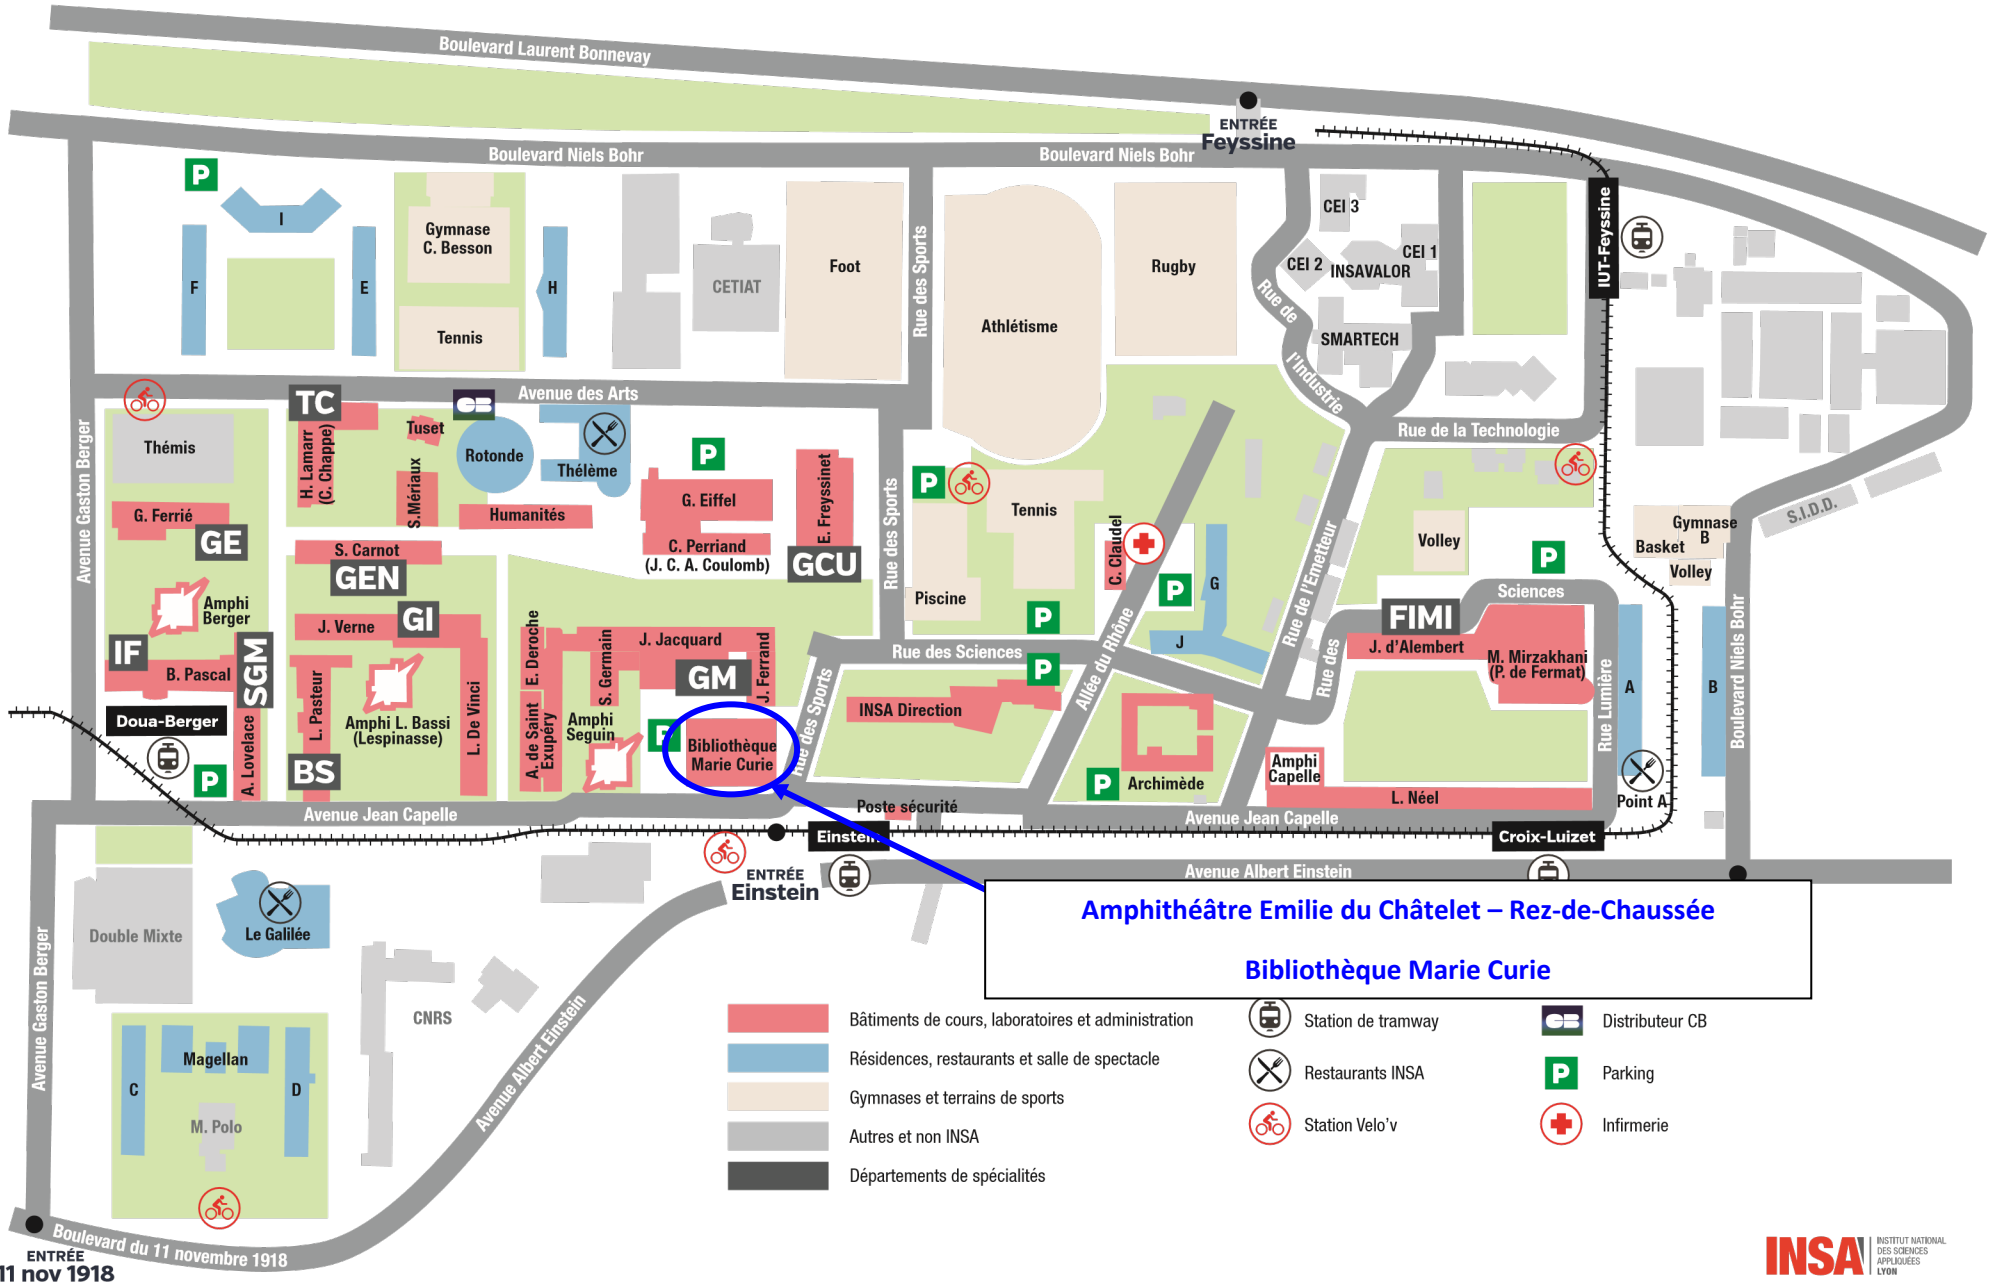 Boulevard Laurent Bonnevay
ENTRÉE
Feyssine
Boulevard Niels Bohr
Boulevard Niels Bohr
P
I
F
E
H
Gymnase
C. Besson
Tennis
CETIAT
Foot
Rue des Sports
Athlétisme
Rugby
CEI 3
CEI 2
CEI 1
INSAVALOR
SMARTECH
Rue de
l'Industrie
IUT-Feyssine
Avenue des Arts
Avenue Gaston Berger
Thémis
TC
H. Lamarr
(C. Chappe)
Tuset
CB
Rotonde
Thélème
S.Mériaux
Humanités
P
G. Eiffel
C. Perriand
(J. C. A. Coulomb)
E. Freyssinet
GCU
Rue des Sports
P
Tennis
Piscine
P
C. Claudel
P
G
J
Allée du Rhône
Rue de l'Emetteur
Rue de la Technologie
Volley
P
Sciences
Rue des
FIMI
J. d'Alembert
M. Mirzakhani
(P. de Fermat)
Rue Lumière
A
B
Boulevard Niels Bohr
Gymnase
B
Basket
Volley
S.I.D.D.
G. Ferrié
GE
S. Carnot
GEN
Amphi
Berger
J. Verne
GI
IF
B. Pascal
SGM
L. Pasteur
Amphi L. Bassi
(Lespinasse)
L. De Vinci
BS
A. Lovelace
Doua-Berger
P
E. Deroche
A. de Saint
Exupéry
S. Germain
J. Jacquard
GM
J. Ferrand
Amphi
Seguin
P
Bibliothèque
Marie Curie
Rue des Sports
Rue des Sciences
P
INSA Direction
P
Archimède
Amphi
Capelle
L. Néel
Point A
Avenue Jean Capelle
Poste sécurité
Avenue Jean Capelle
Einstein
Croix-Luizet
ENTRÉE
Einstein
Avenue Albert Einstein
Amphithéâtre Emilie du Châtelet – Rez-de-Chaussée
Bibliothèque Marie Curie
Double Mixte
Le Galilée
CNRS
Avenue Gaston Berger
Avenue Albert Einstein
Magellan
C
D
M. Polo
Boulevard du 11 novembre 1918
ENTRÉE
11 nov 1918
Bâtiments de cours, laboratoires et administration
Résidences, restaurants et salle de spectacle
Gymnases et terrains de sports
Autres et non INSA
Départements de spécialités
Station de tramway
Restaurants INSA
Station Velo'v
CB
Distributeur CB
P
Parking
Infirmerie
INSA
INSTITUT NATIONAL
DES SCIENCES
APPLIQUÉES
LYON